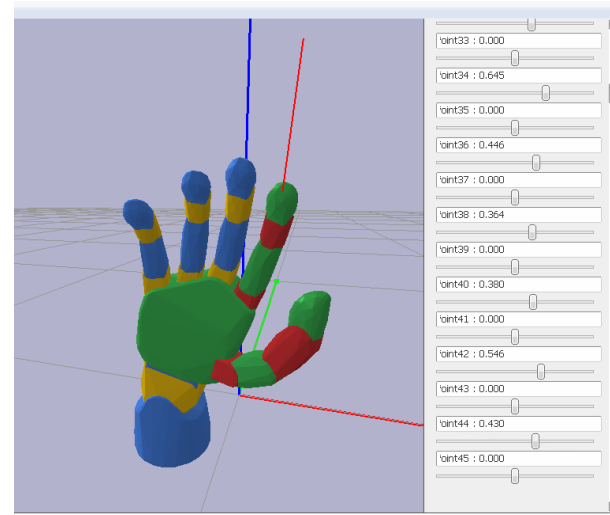 'oint33 : 0.000
'oint34 : 0.645
'oint35 : 0.000
'oint36 : 0.446
'oint37 : 0.000
'oint38 : 0.364
'oint39 : 0.000
'oint40 : 0.380
'oint41 : 0.000
'oint42 : 0.546
'oint43 : 0.000
'oint44 : 0.430
'oint45 : 0.000